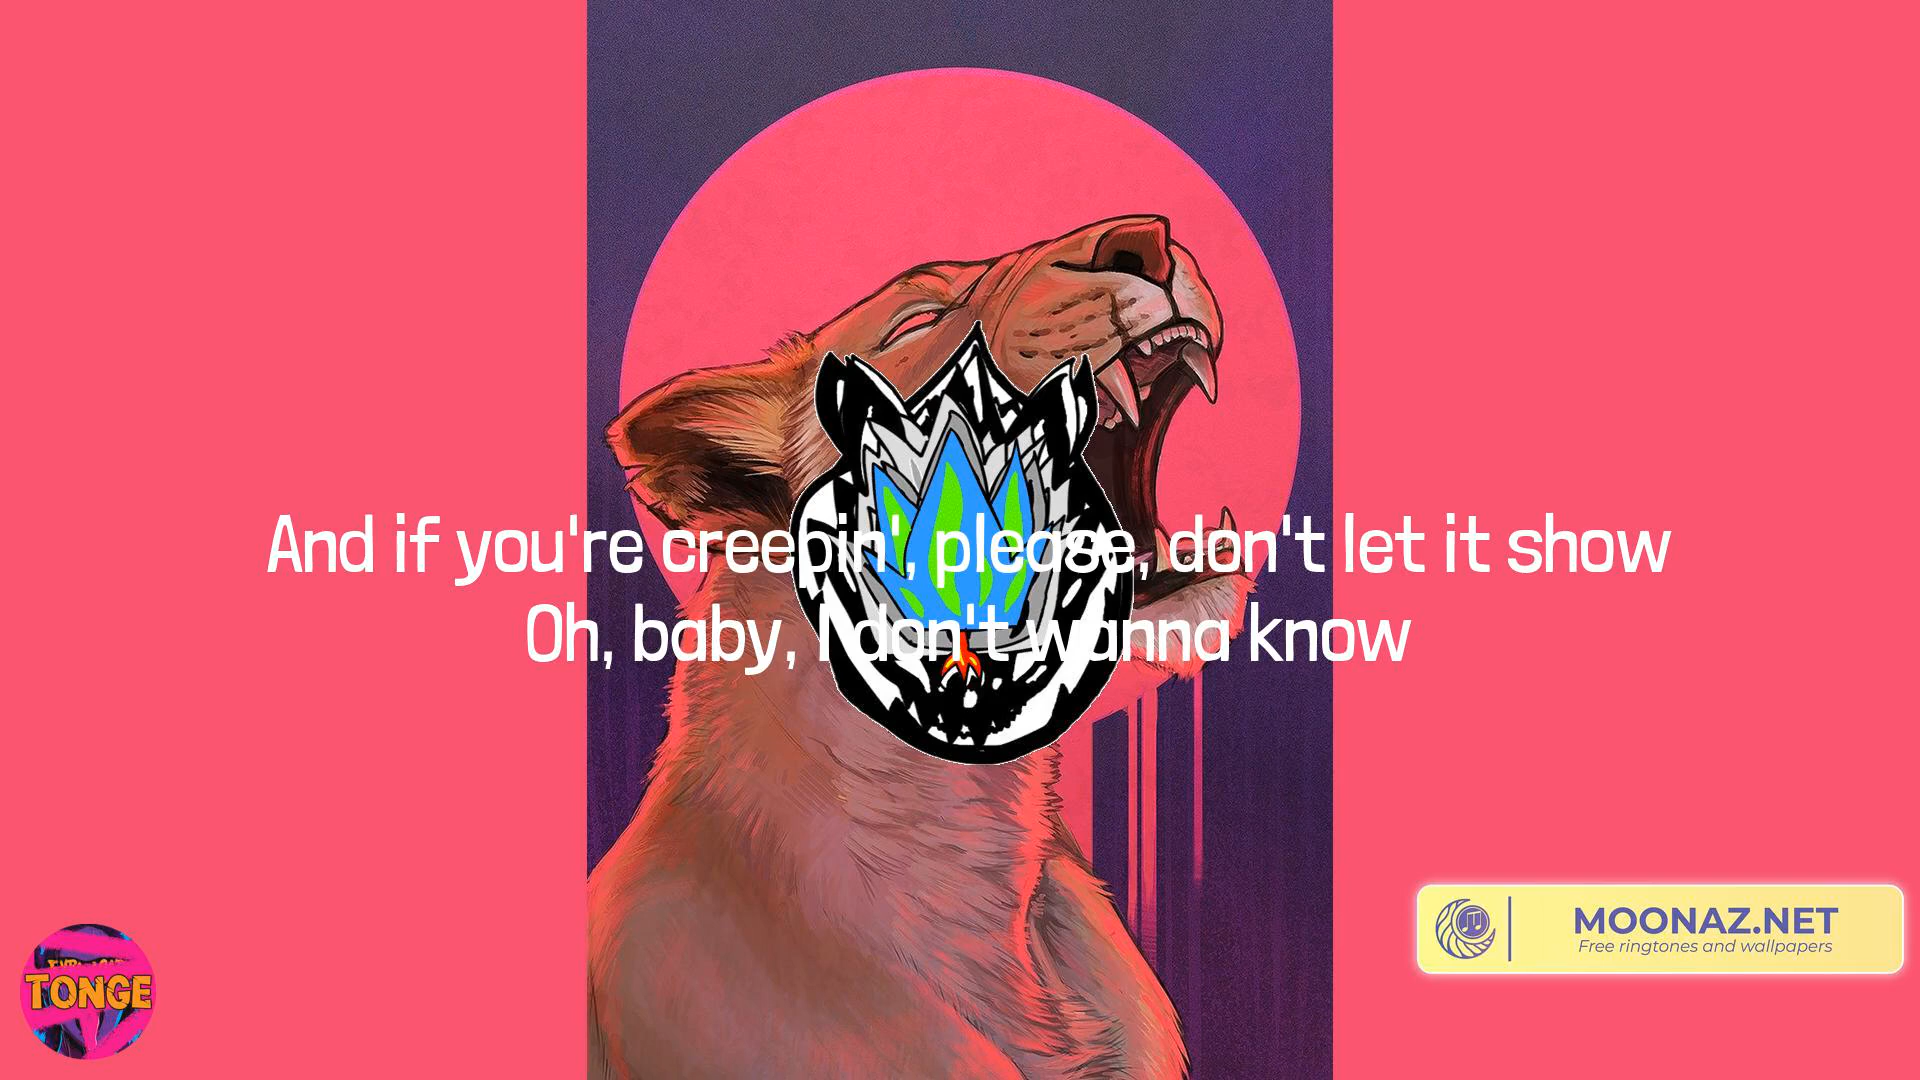 And if you're creepin', please, don't let it show
Oh, baby, I don't wanna know
MOONAZ.NET
Free ringtones and wallpapers
TONGE